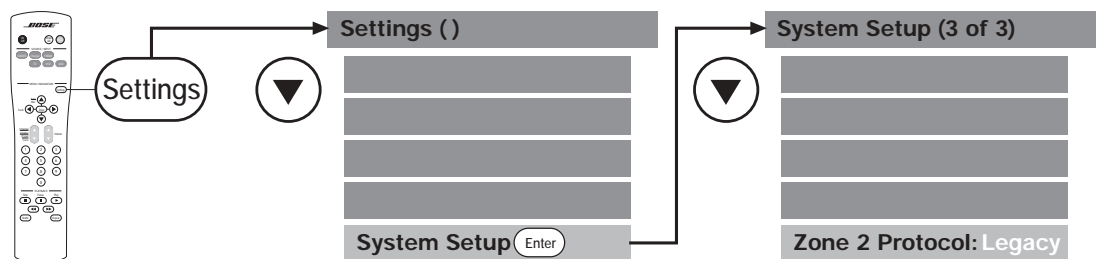 BOSE
Settings
Settings ( )
System Setup
Enter
System Setup (3 of 3)
Zone 2 Protocol: Legacy